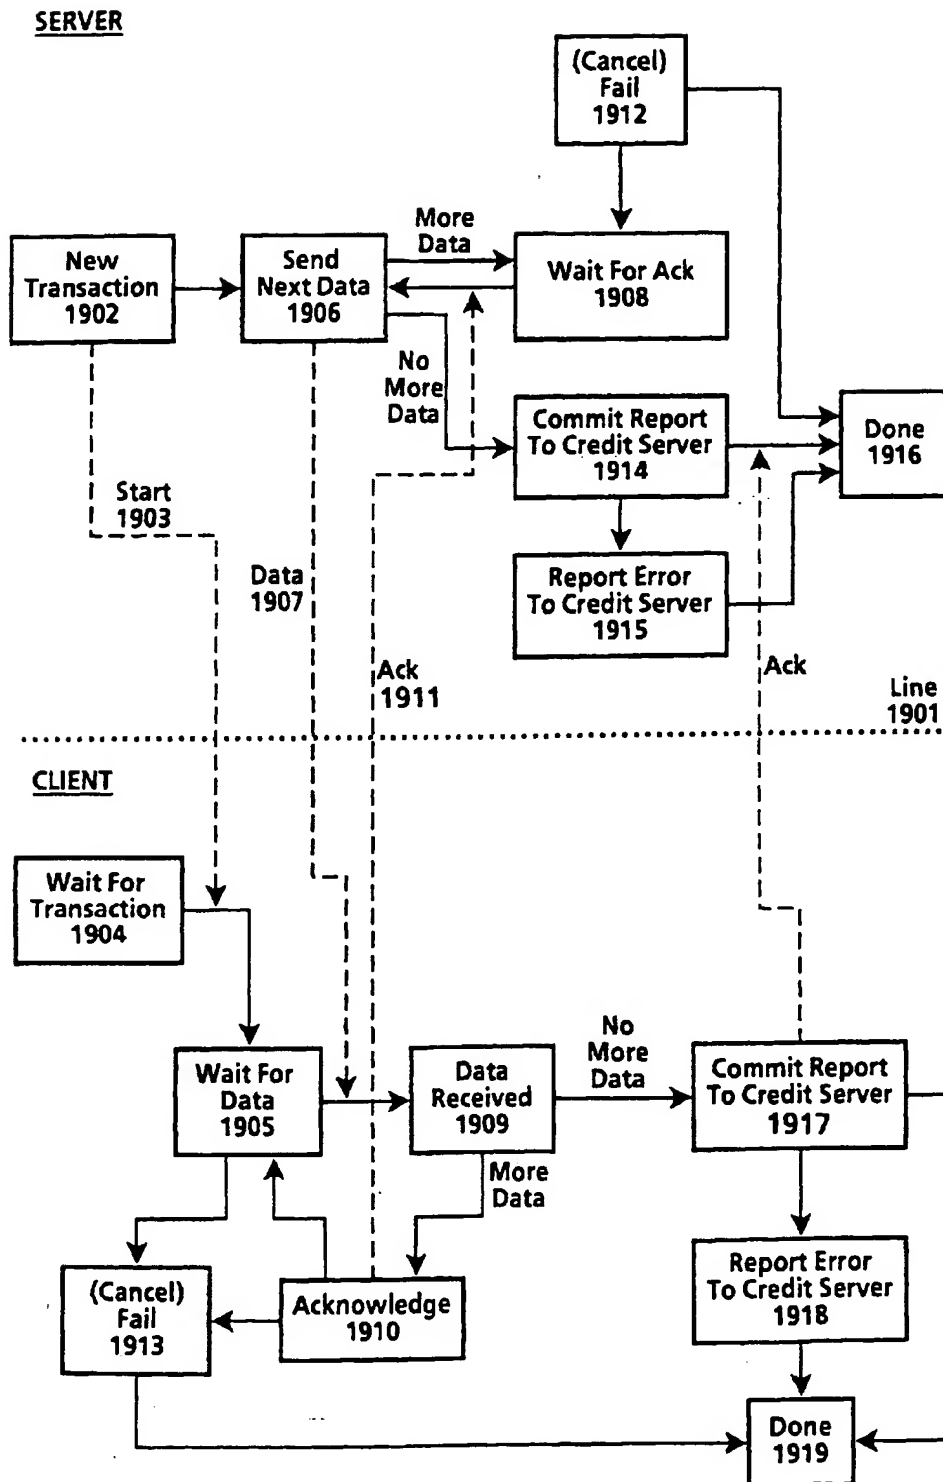 SERVER
(Cancel)
Fail
1912
New
Transaction
1902
Send
Next Data
1906
More
Data
Wait For Ack
1908
No
More
Data
Commit Report
To Credit Server
1914
Done
1916
Start
1903
Data
1907
Report Error
To Credit Server
1915
Ack
1911
Ack
Line
1901
CLIENT
Wait For
Transaction
1904
Wait For
Data
1905
Data
Received
1909
No
More
Data
Commit Report
To Credit Server
1917
More
Data
(Cancel)
Fail
1913
Acknowledge
1910
Report Error
To Credit Server
1918
Done
1919